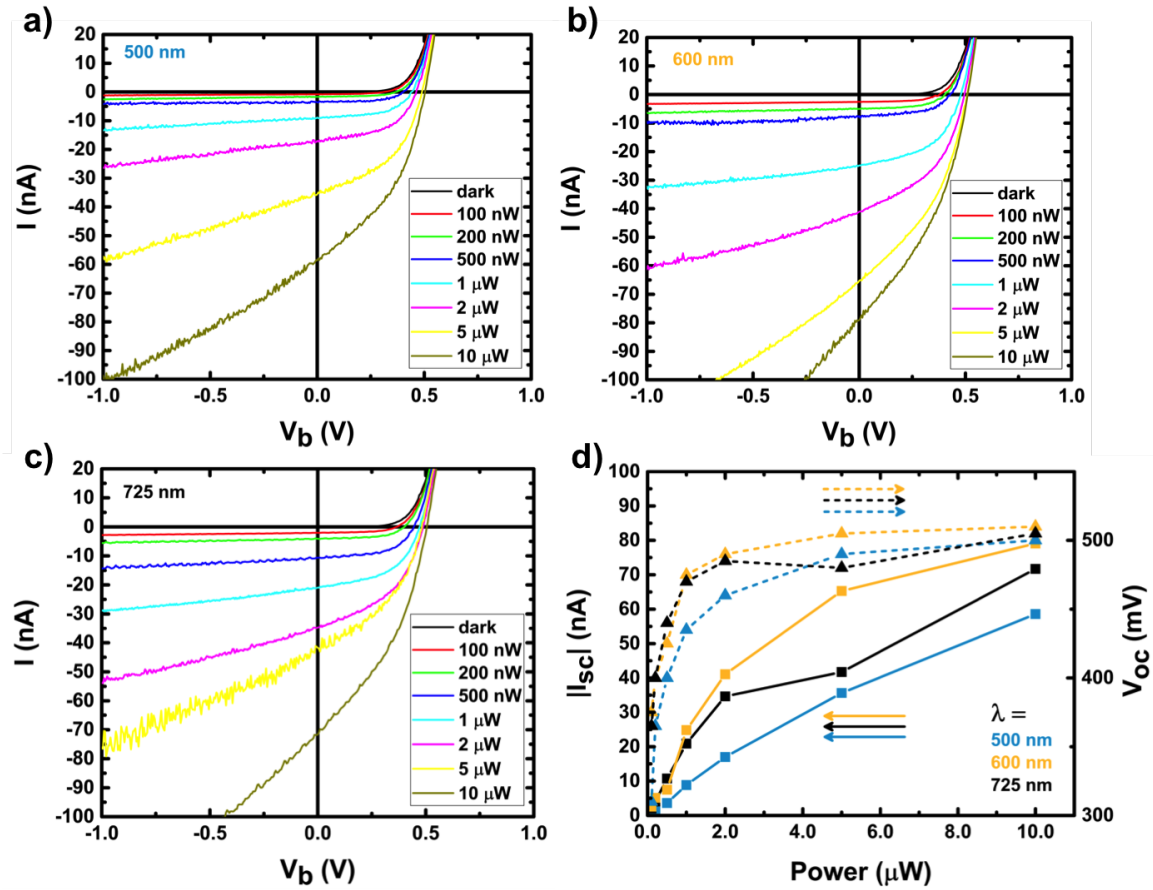 a)
500 nm
20
10
0
-10
-20
-30
-40
-50
-60
-70
-80
-90
-100
I (nA)
dark
100 nW
200 nW
500 nW
1 μW
2 μW
5 μW
10 μW
-1.0 -0.5 0.0 0.5 1.0
V_b (V)
b)
600 nm
20
10
0
-10
-20
-30
-40
-50
-60
-70
-80
-90
-100
I (nA)
dark
100 nW
200 nW
500 nW
1 μW
2 μW
5 μW
10 μW
-1.0 -0.5 0.0 0.5 1.0
V_b (V)
c)
725 nm
20
10
0
-10
-20
-30
-40
-50
-60
-70
-80
-90
-100
I (nA)
dark
100 nW
200 nW
500 nW
1 μW
2 μW
5 μW
10 μW
-1.0 -0.5 0.0 0.5 1.0
V_b (V)
d)
100
90
80
70
60
50
40
30
20
10
0
|I_sc| (nA)
500
400
300
V_oc (mV)
λ =
500 nm
600 nm
725 nm
0.0 2.0 4.0 6.0 8.0 10.0
Power (μW)